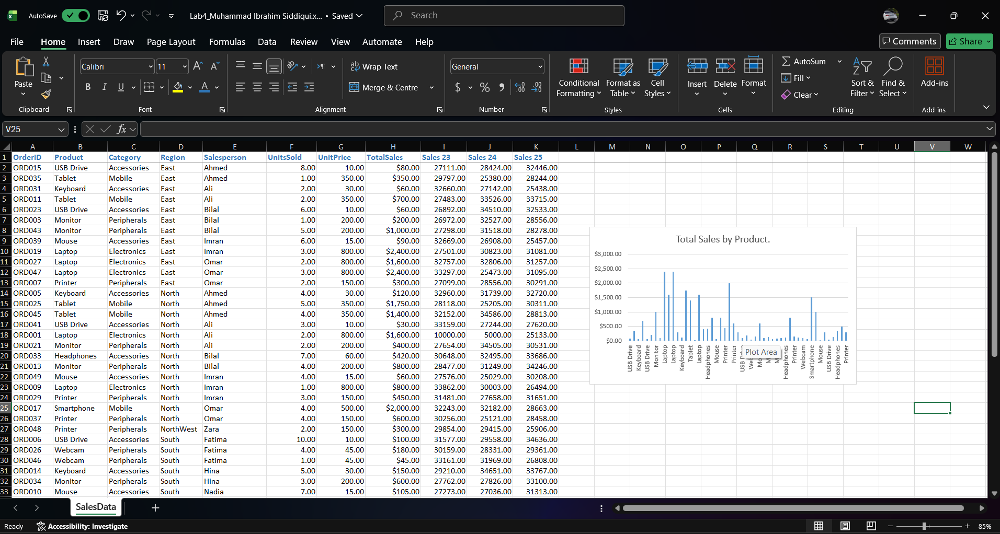 AutoSave
Lab4_Muhammad Ibrahim Siddiqui.x... • Saved
Search
File Home Insert Draw Page Layout Formulas Data Review View Automate Help
Comments Share
Paste
Clipboard
Calibri 11
B I U A
Font
Wrap Text
Merge & Centre
Alignment
General
$ % 9 .00 .00
Number
Conditional Formatting
Format as Table
Cell Styles
Styles
Insert Delete Format
Cells
AutoSum
Fill
Clear
Sort & Filter
Find & Select
Editing
Add-ins
Add-ins
V25 fx
A B C D E F G H I J K L M N O P Q R S T U V W
1 OrderID Product Category Region Salesperson UnitsSold UnitPrice TotalSales Sales 23 Sales 24 Sales 25
2 ORD015 USB Drive Accessories East Ahmed 8.00 10.00 $80.00 27111.00 28424.00 32446.00
3 ORD035 Tablet Mobile East Ahmed 1.00 350.00 $350.00 29797.00 25380.00 28244.00
4 ORD031 Keyboard Accessories East Ali 2.00 30.00 $60.00 32660.00 27142.00 25438.00
5 ORD011 Tablet Mobile East Ali 2.00 350.00 $700.00 27483.00 33526.00 33715.00
6 ORD023 USB Drive Accessories East Bilal 6.00 10.00 $60.00 26892.00 34510.00 32533.00
7 ORD003 Monitor Peripherals East Bilal 1.00 200.00 $200.00 26972.00 32527.00 28556.00
8 ORD043 Monitor Peripherals East Bilal 5.00 200.00 $1,000.00 27298.00 31518.00 28278.00
9 ORD039 Mouse Accessories East Imran 6.00 15.00 $90.00 32669.00 26908.00 25457.00
10 ORD019 Laptop Electronics East Imran 3.00 800.00 $2,400.00 27501.00 30823.00 31081.00
11 ORD027 Laptop Electronics East Omar 2.00 800.00 $1,600.00 32757.00 32806.00 31257.00
12 ORD047 Laptop Electronics East Omar 3.00 800.00 $2,400.00 33297.00 25473.00 31095.00
13 ORD007 Printer Peripherals East Omar 2.00 150.00 $300.00 27099.00 28556.00 30291.00
14 ORD005 Keyboard Accessories North Ahmed 4.00 30.00 $120.00 32960.00 31739.00 32720.00
15 ORD025 Tablet Mobile North Ahmed 5.00 350.00 $1,750.00 28118.00 25205.00 30311.00
16 ORD045 Tablet Mobile North Ahmed 4.00 350.00 $1,400.00 32152.00 34586.00 28813.00
17 ORD041 USB Drive Accessories North Ali 3.00 10.00 $30.00 33159.00 27244.00 27620.00
18 ORD001 Laptop Electronics North Ali 2.00 800.00 $1,600.00 10000.00 5000.00 25133.00
19 ORD021 Monitor Peripherals North Ali 2.00 200.00 $400.00 27654.00 34505.00 30531.00
20 ORD033 Headphones Accessories North Bilal 7.00 60.00 $420.00 30648.00 32495.00 33686.00
21 ORD013 Monitor Peripherals North Bilal 4.00 200.00 $800.00 28477.00 31249.00 34246.00
22 ORD049 Mouse Accessories North Imran 4.00 15.00 $60.00 27576.00 25029.00 30208.00
23 ORD009 Laptop Electronics North Imran 1.00 800.00 $800.00 33862.00 30003.00 26494.00
24 ORD029 Printer Peripherals North Imran 3.00 150.00 $450.00 31481.00 27658.00 31651.00
25 ORD017 Smartphone Mobile North Omar 4.00 500.00 $2,000.00 32243.00 32182.00 28663.00
26 ORD037 Printer Peripherals North Omar 4.00 150.00 $600.00 30256.00 25121.00 28458.00
27 ORD048 Printer Peripherals NorthWest Zara 2.00 150.00 $300.00 29854.00 29415.00 25906.00
28 ORD006 USB Drive Accessories South Fatima 10.00 10.00 $100.00 31577.00 29558.00 34636.00
29 ORD026 Webcam Peripherals South Fatima 4.00 45.00 $180.00 30159.00 28331.00 29361.00
30 ORD046 Webcam Peripherals South Fatima 1.00 45.00 $45.00 33161.00 31969.00 26808.00
31 ORD014 Keyboard Accessories South Hina 5.00 30.00 $150.00 29210.00 34651.00 33767.00
32 ORD034 Monitor Peripherals South Hina 3.00 200.00 $600.00 27762.00 27826.00 33100.00
33 ORD010 Mouse Accessories South Nadia 7.00 15.00 $105.00 27273.00 27036.00 31313.00
Total Sales by Product.
$3,000.00
$2,500.00
$2,000.00
$1,500.00
$1,000.00
$500.00
$0.00
USB Drive
Keyboard
USB Drive
Monitor
Laptop
Laptop
Keyboard
Tablet
Laptop
Headphones
Mouse
Printer
Printer
USB
Headphones
Printer
Webcam
Smartphone
Mouse
USB Drive
Headphones
Printer
Plot Area
SalesData
Ready Accessibility: Investigate
85%